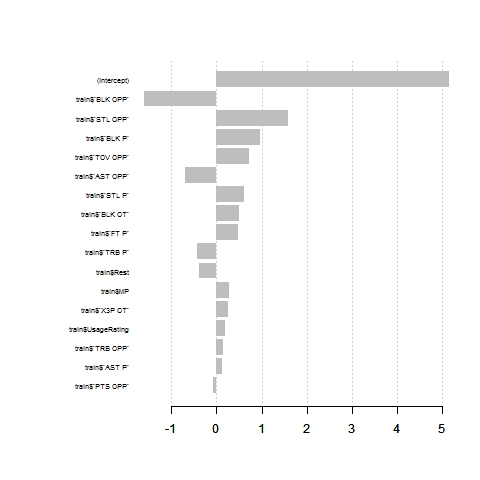 (Intercept)
train$`BLK OPP`
train$`STL OPP`
train$`BLK P`
train$`TOV OPP`
train$`AST OPP`
train$`STL P`
train$`BLK OT`
train$`FT P`
train$`TRB P`
train$Rest
train$MP
train$`X3P OT`
train$UsageRating
train$`TRB OPP`
train$`AST P`
train$`PTS OPP`
-1 0 1 2 3 4 5